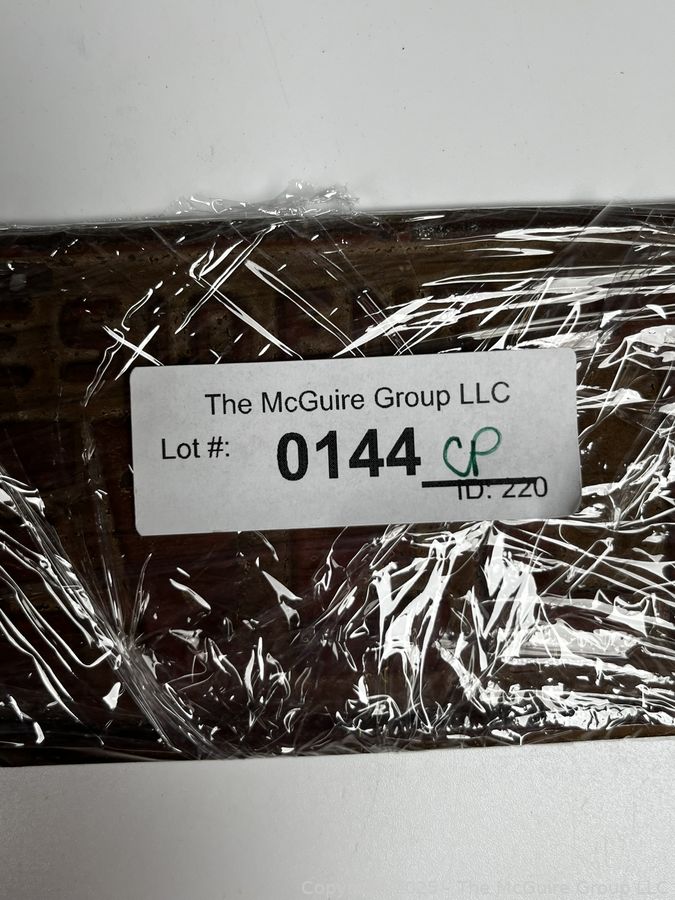 The McGuire Group LLC
Lot #: 0144 CP
ID: 220
Copyright 2025 - The McGuire Group LLC